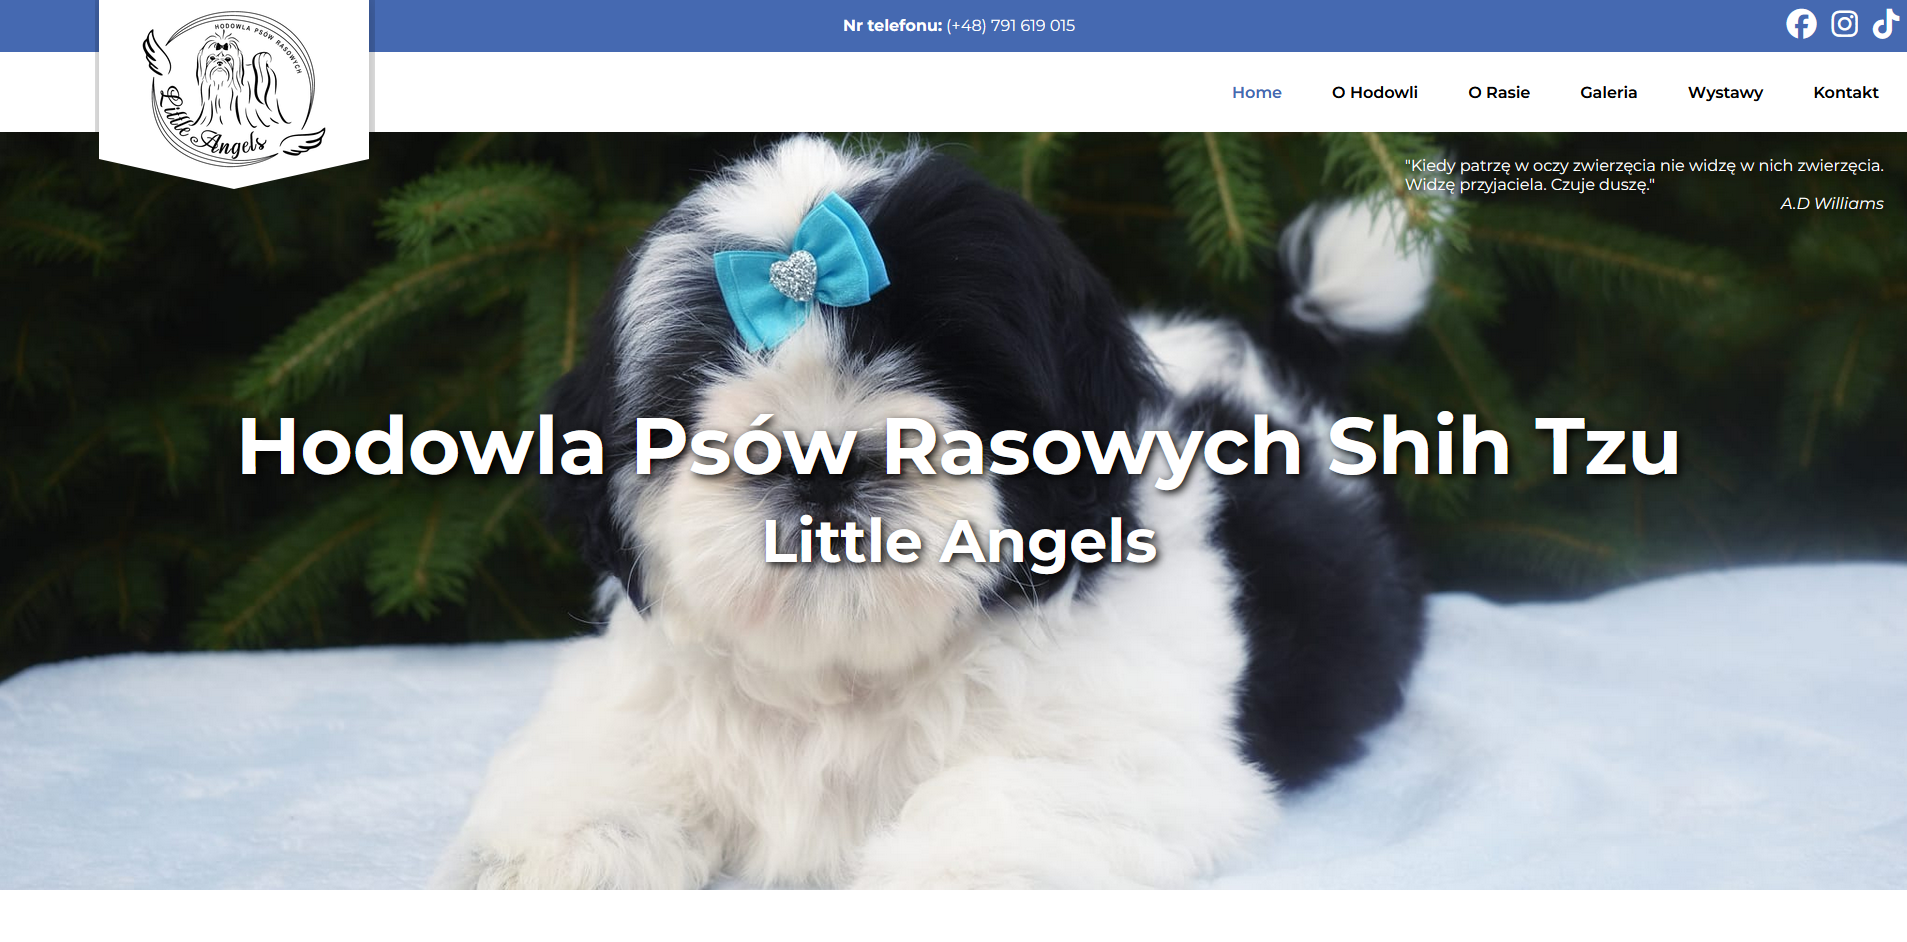 HODOWLA PSÓW RASOWYCH
Little Angels
Nr telefonu: (+48) 791 619 015
Home
O Hodowli
O Rasie
Galeria
Wystawy
Kontakt
"Kiedy patrzę w oczy zwierzęcia nie widzę w nich zwierzęcia.
Widzę przyjaciela. Czuje duszę."
A.D Williams
Hodowla Psów Rasowych Shih Tzu
Little Angels